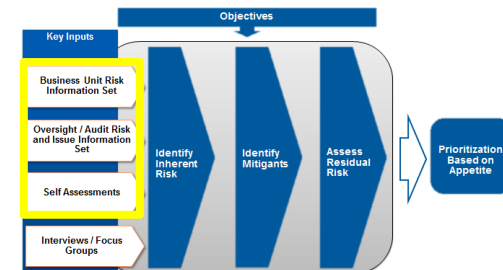 Objectives
Key Inputs
Business Unit Risk
Information Set
Oversight / Audit Risk
and Issue Information
Set
Self Assessments
Interviews / Focus
Groups
Identify
Inherent
Risk
Identify
Mitigants
Assess
Residual
Risk
Prioritization
Based on
Appetite